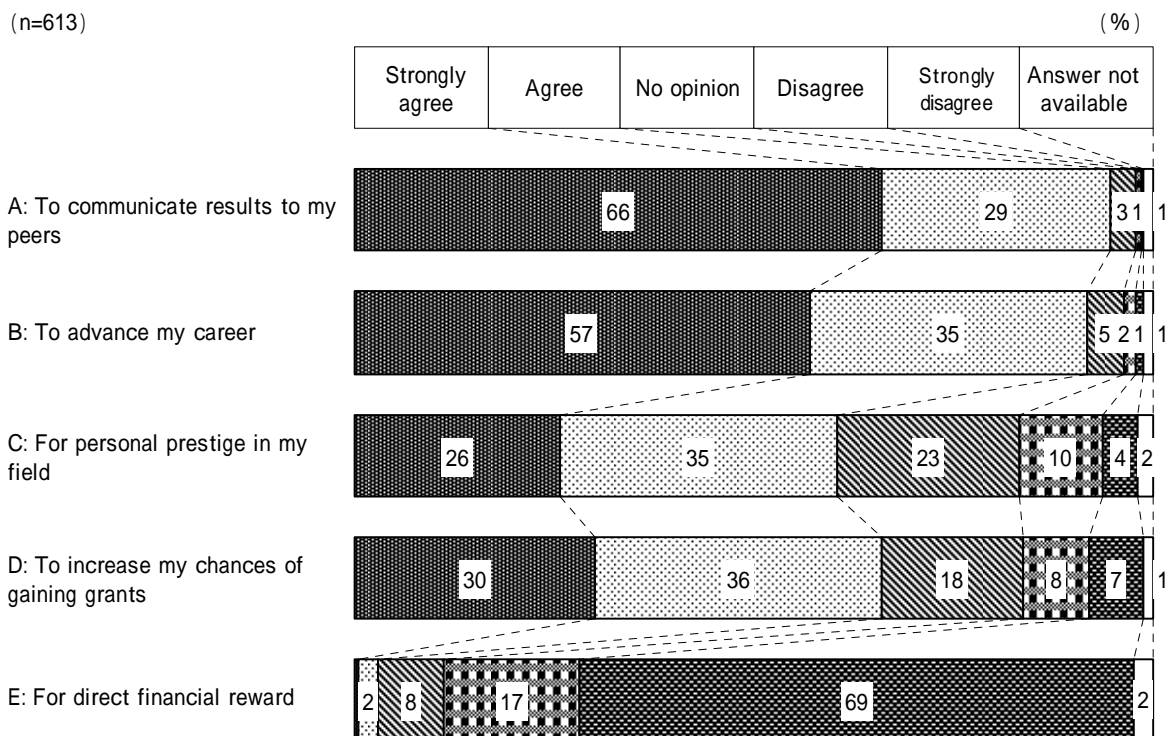 (n=613) (%)
Strongly agree Agree No opinion Disagree Strongly disagree Answer not available
A: To communicate results to my
peers
66 29 3 1 1
B: To advance my career
57 35 5 2 1 1
C: For personal prestige in my
field
26 35 23 10 4 2
D: To increase my chances of
gaining grants
30 36 18 8 7 1
E: For direct financial reward
2 8 17 69 2